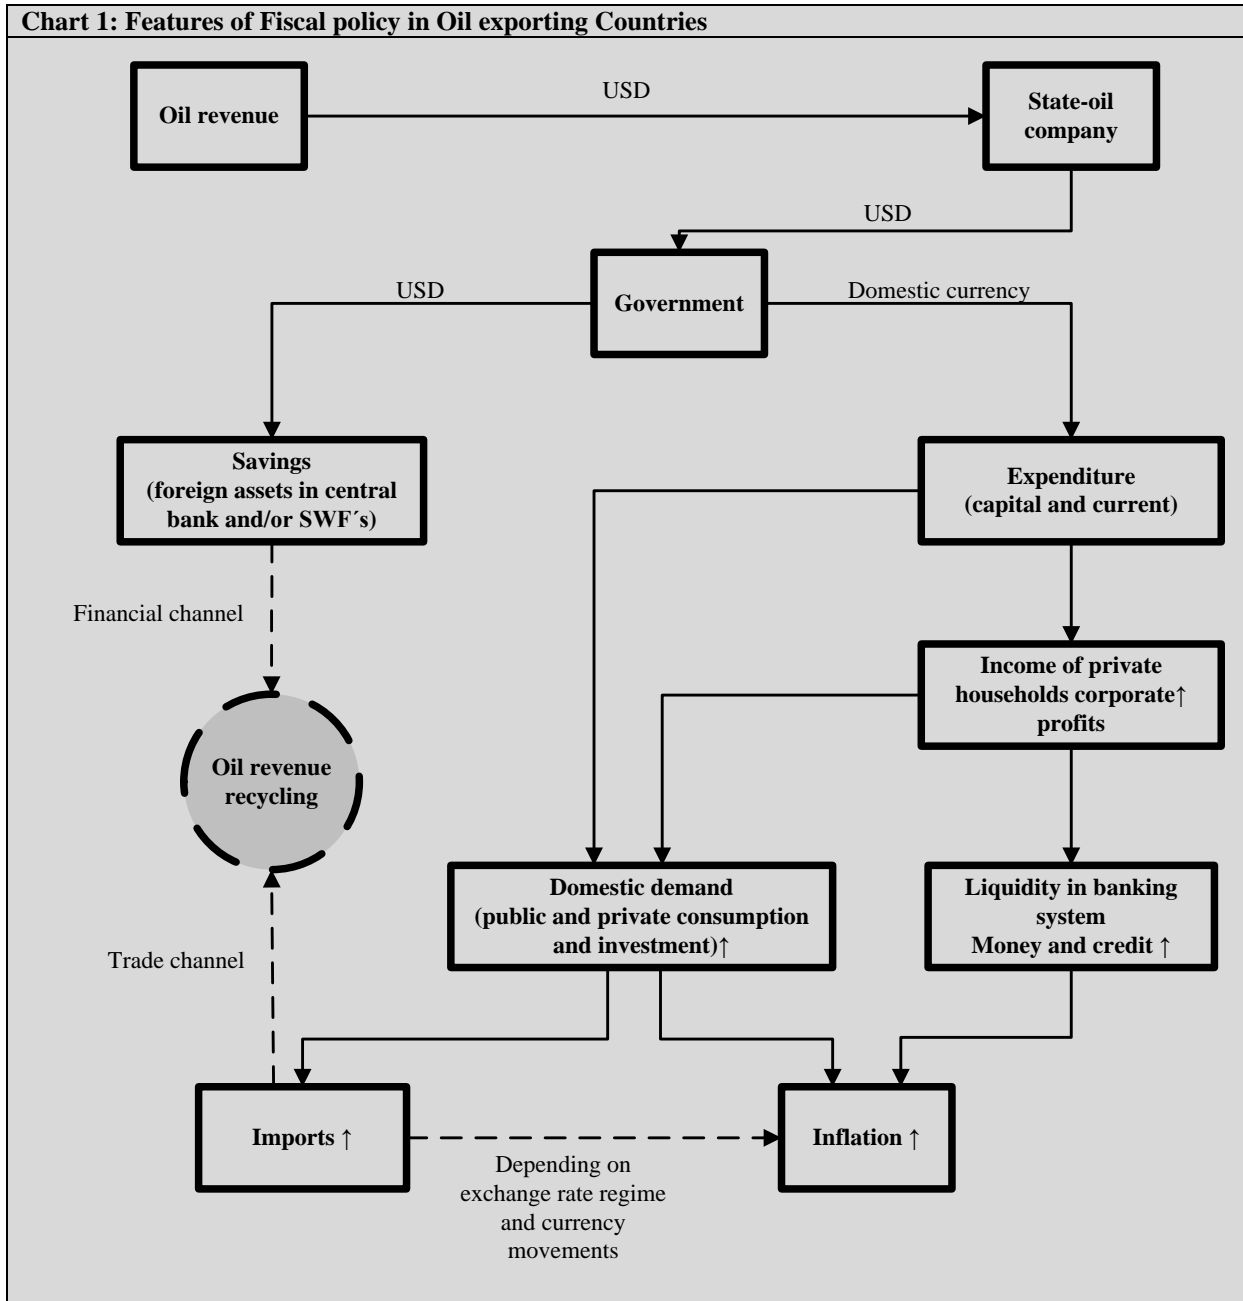 Chart 1: Features of Fiscal policy in Oil exporting Countries
USD
Oil revenue
State-oil
company
USD
USD
Government
Domestic currency
Savings
(foreign assets in central
bank and/or SWF´s)
Expenditure
(capital and current)
Financial channel
Income of private
households corporate↑
profits
Oil revenue
recycling
Domestic demand
(public and private consumption
and investment)↑
Liquidity in banking
system
Money and credit ↑
Trade channel
Imports ↑
Inflation ↑
Depending on
exchange rate regime
and currency
movements